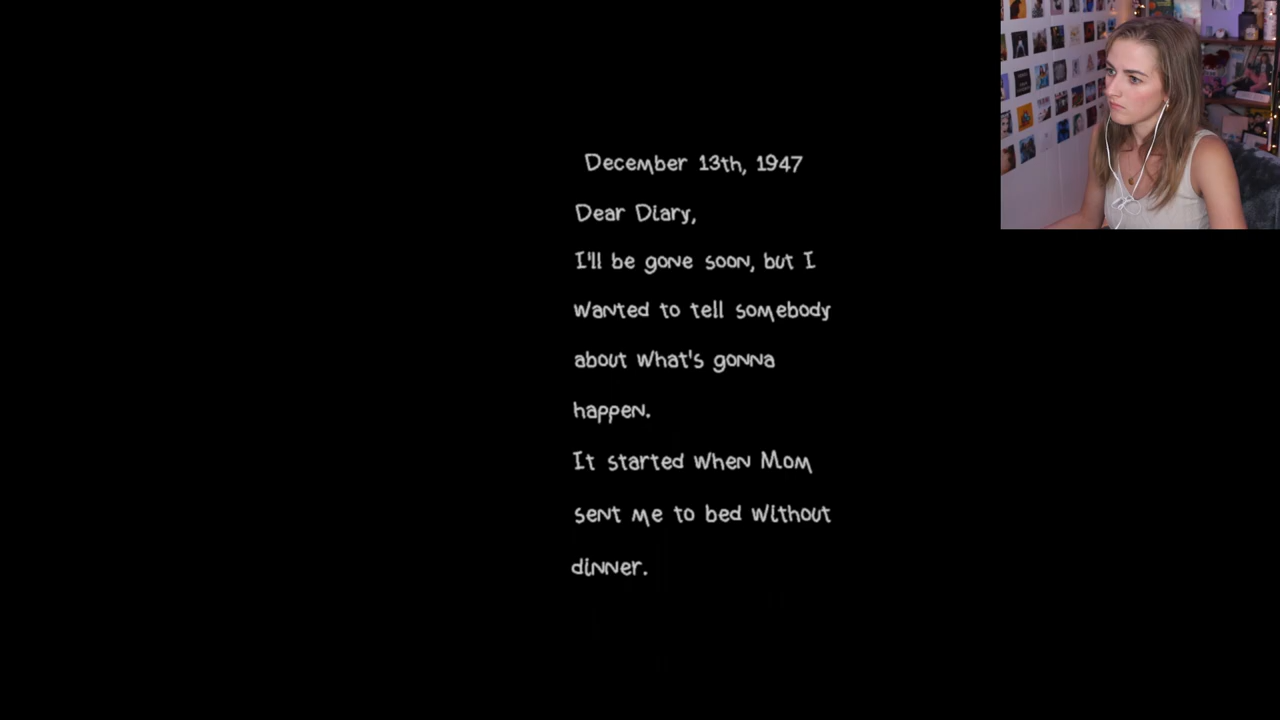 December 13th, 1947
Dear Diary,
I'll be gone soon, but I
wanted to tell somebody
about what's gonna
happen.
It started when Mom
sent me to bed without
dinner.